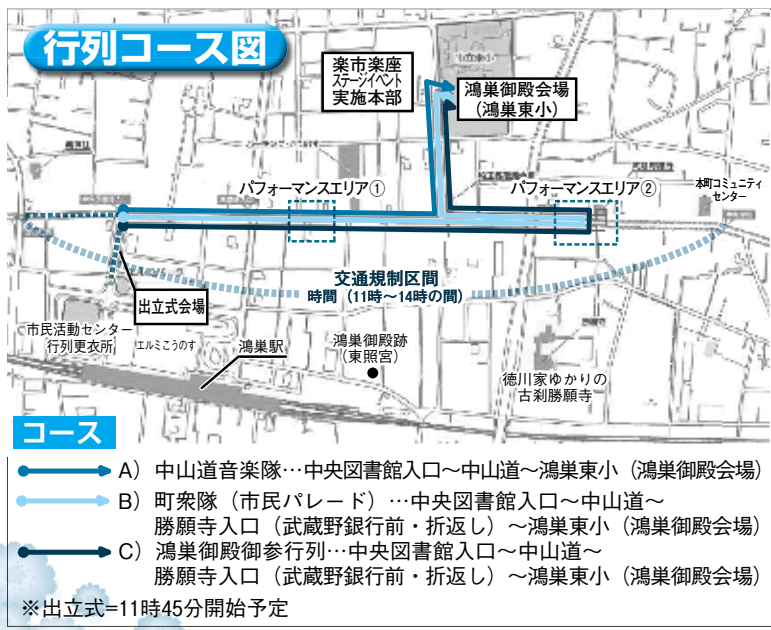 行列コース図
楽市楽座
ステージイベント
実施本部
鴻巣御殿会場
(鴻巣東小)
パフォーマンスエリア①
パフォーマンスエリア②
本町コミュニティ
センター
交通規制区間
時間（11時～14時の間）
出立式会場
市民活動センター
行列更衣所
エルミこうのす
鴻巣駅
鴻巣御殿跡
（東照宮）
徳川家ゆかりの
古刹勝願寺
コース
A）中山道音楽隊…中央図書館入口～中山道～鴻巣東小（鴻巣御殿会場）
B）町衆隊（市民パレード）…中央図書館入口～中山道～
勝願寺入口（武蔵野銀行前・折返し）～鴻巣東小（鴻巣御殿会場）
C）鴻巣御殿御参行列…中央図書館入口～中山道～
勝願寺入口（武蔵野銀行前・折返し）～鴻巣東小（鴻巣御殿会場）
※出立式=11時45分開始予定